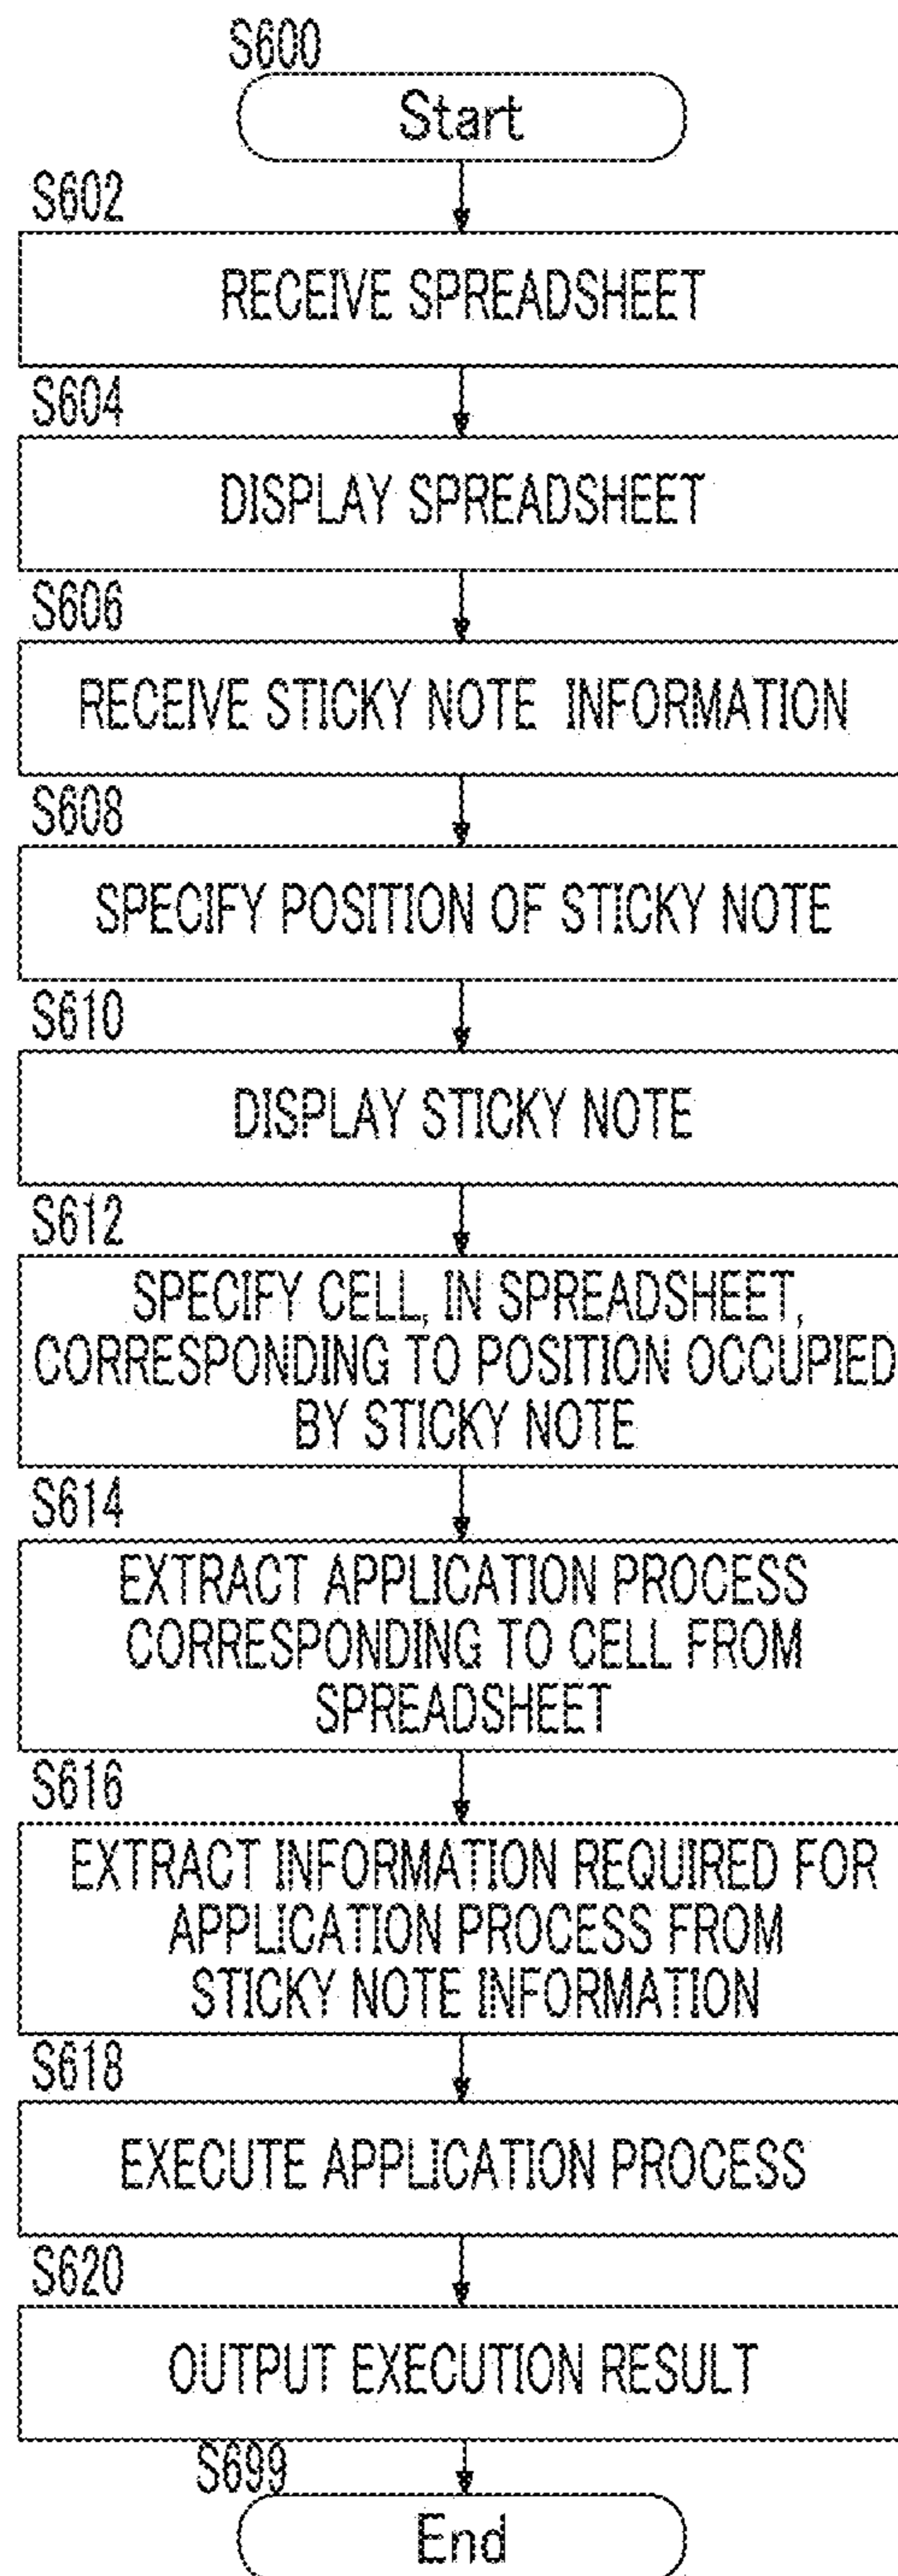 S600
Start
S602
RECEIVE SPREADSHEET
S604
DISPLAY SPREADSHEET
S606
RECEIVE STICKY NOTE INFORMATION
S608
SPECIFY POSITION OF STICKY NOTE
S610
DISPLAY STICKY NOTE
S612
SPECIFY CELL, IN SPREADSHEET,
CORRESPONDING TO POSITION OCCUPIED
BY STICKY NOTE
S614
EXTRACT APPLICATION PROCESS
CORRESPONDING TO CELL FROM
SPREADSHEET
S616
EXTRACT INFORMATION REQUIRED FOR
APPLICATION PROCESS FROM
STICKY NOTE INFORMATION
S618
EXECUTE APPLICATION PROCESS
S620
OUTPUT EXECUTION RESULT
S699
End